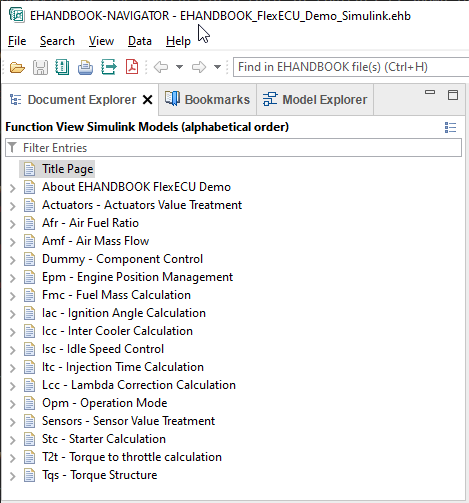 EHANDBOOK-NAVIGATOR - EHANDBOOK_FlexECU_Demo_Simulink.ehb
File Search View Data Help
Find in EHANDBOOK file(s) (Ctrl+H)
Document Explorer Bookmarks Model Explorer
Function View Simulink Models (alphabetical order)
Filter Entries
Title Page
About EHANDBOOK FlexECU Demo
Actuators - Actuators Value Treatment
Afr - Air Fuel Ratio
Amf - Air Mass Flow
Dummy - Component Control
Epm - Engine Position Management
Fmc - Fuel Mass Calculation
Iac - Ignition Angle Calculation
Icc - Inter Cooler Calculation
Isc - Idle Speed Control
Itc - Injection Time Calculation
Lcc - Lambda Correction Calculation
Opm - Operation Mode
Sensors - Sensor Value Treatment
Stc - Starter Calculation
T2t - Torque to throttle calculation
Tqs - Torque Structure